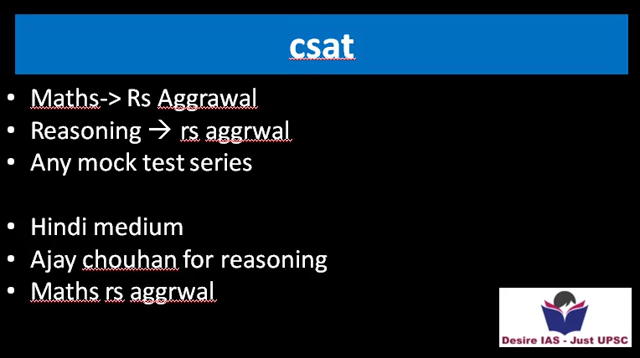 csat
• Maths-> Rs Aggrawal
• Reasoning → rs aggrwal
• Any mock test series
• Hindi medium
• Ajay chouhan for reasoning
• Maths rs aggrwal
Desire IAS - Just UPSC